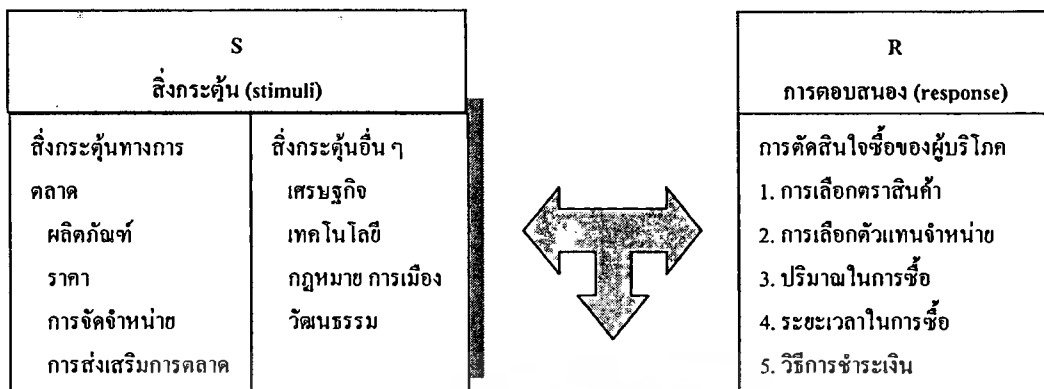 S
สิ่งกระตุ้น (stimuli)
สิ่งกระตุ้นทางการ
ตลาด
ผลิตภัณฑ์
ราคา
การจัดจำหน่าย
การส่งเสริมการตลาด
สิ่งกระตุ้นอื่น ๆ
เศรษฐกิจ
เทคโนโลยี
กฎหมาย การเมือง
วัฒนธรรม
R
การตอบสนอง (response)
การตัดสินใจซื้อของผู้บริโภค
1. การเลือกตราสินค้า
2. การเลือกตัวแทนจำหน่าย
3. ปริมาณในการซื้อ
4. ระยะเวลาในการซื้อ
5. วิธีการชำระเงิน